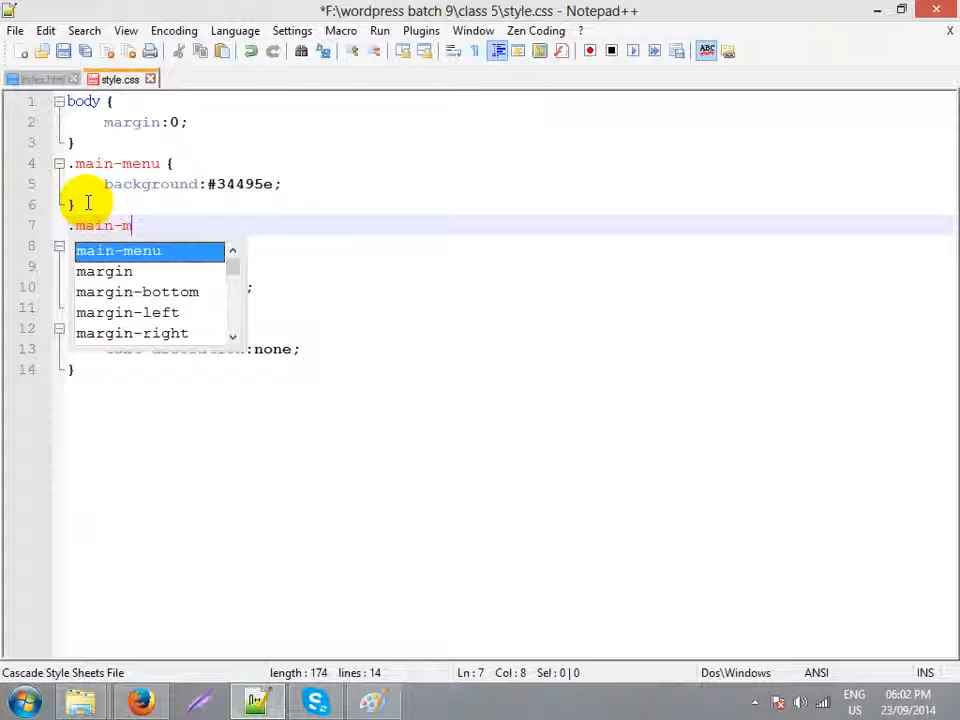 *F:\wordpress batch 9\class 5\style.css - Notepad++
File Edit Search View Encoding Language Settings Macro Run Plugins Window Zen Coding ? X
index.html style.css
1 body {
2 margin:0;
3 }
4 .main-menu {
5 background:#34495e;
6 }
7 .main-m
8 main-menu
9 margin
10 margin-bottom ;
11 margin-left
12 margin-right
13 :none;
14 }
Cascade Style Sheets File length : 174 lines : 14 Ln : 7 Col : 8 Sel : 0 | 0 Dos\Windows ANSI INS
ENG 06:02 PM
US 23/09/2014